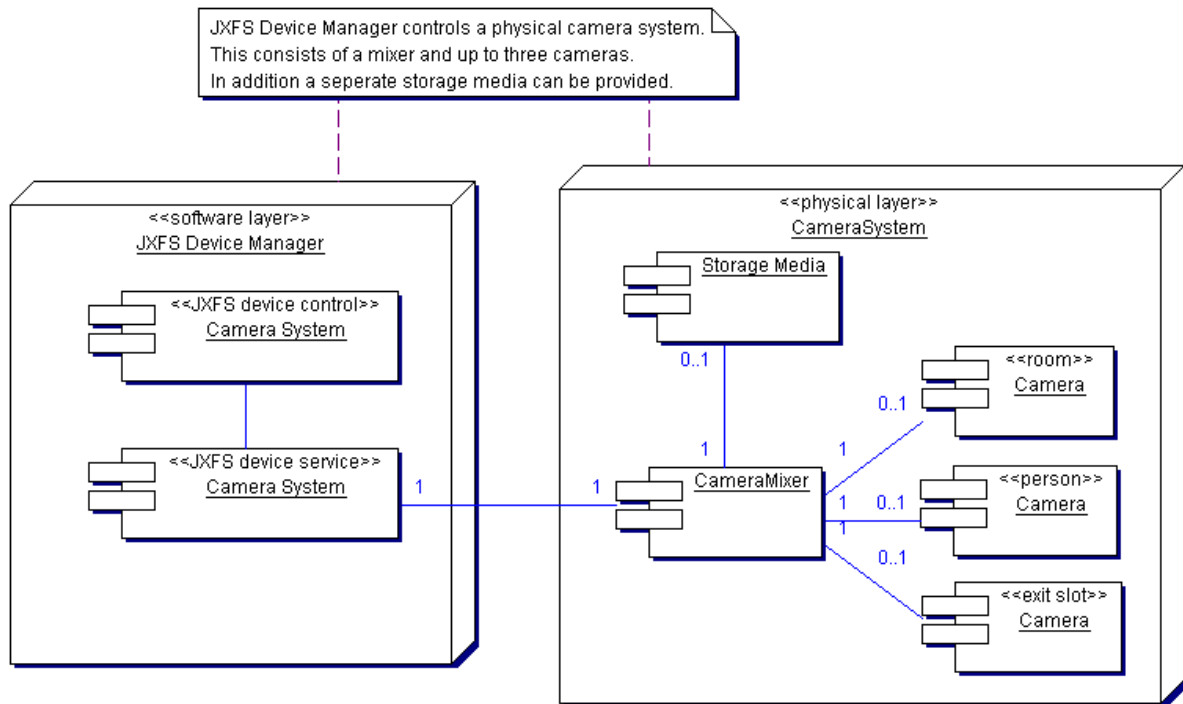 JXFS Device Manager controls a physical camera system.
This consists of a mixer and up to three cameras.
In addition a seperate storage media can be provided.
<<software layer>>
JXFS Device Manager
<<JXFS device control>>
Camera System
<<JXFS device service>>
Camera System
1
1
<<physical layer>>
CameraSystem
Storage Media
0..1
1
CameraMixer
1
0..1
<<room>>
Camera
1
0..1
<<person>>
Camera
1
0..1
<<exit slot>>
Camera